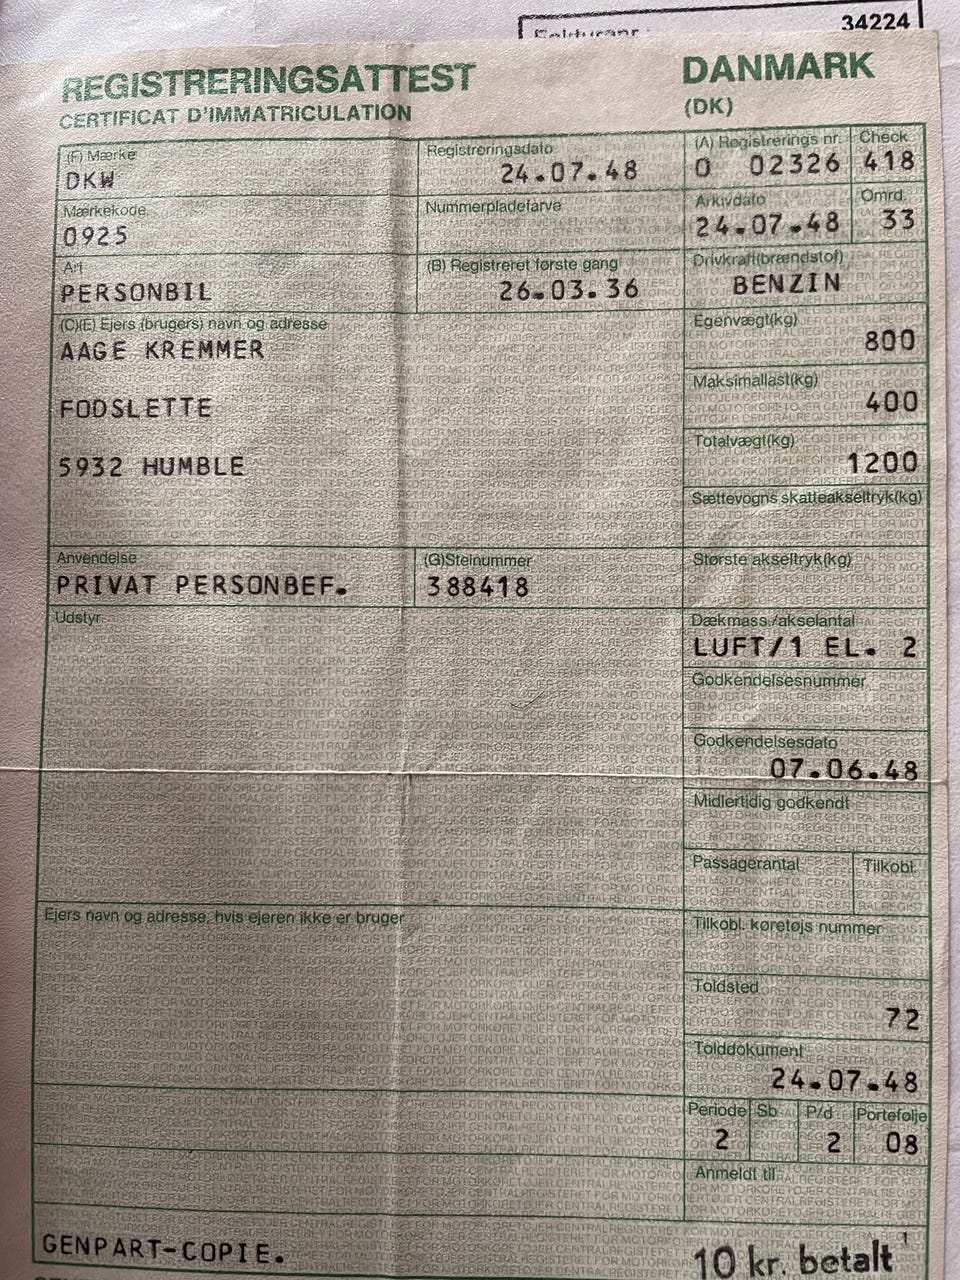 34224
REGISTRERINGSATTEST
DANMARK
CERTIFICAT D'IMMATRICULATION
(DK)
(F) Mærke
DKW
Registreringsdato
24.07.48
(A) Registrerings nr.
O 02326
Check
418
Mærkekode
0925
Nummerpladefarve
Arkivdato
24.07.48
Omrd.
33
Art
PERSONBIL
(B) Registreret første gang
26.03.36
Drivkraft(brændstof)
BENZIN
(C)(E) Ejers (brugers) navn og adresse
AAGE KREMMER
FODSLETTE
5932 HUMBLE
Egenvægt(kg)
800
Maksimallast(kg)
400
Totalvægt(kg)
1200
Sættevogns skatteakseltryk(kg)
Anvendelse
PRIVAT PERSONBEF.
(G)Stelnummer
388418
Største akseltryk(kg)
Udstyr
Dækmass./akselantal
LUFT/1 EL. 2
Godkendelsesnummer
Godkendelsesdato
07.06.48
Midlertidig godkendt
Passagerantal
Tilkobl.
Ejers navn og adresse, hvis ejeren ikke er bruger
Tilkobl. køretøjs nummer
Toldsted
72
Tolddokument
24.07.48
Periode
2
Sb
P/d
2
Portefølje
08
Anmeldt til
GENPART-COPIE.
10 kr. betalt